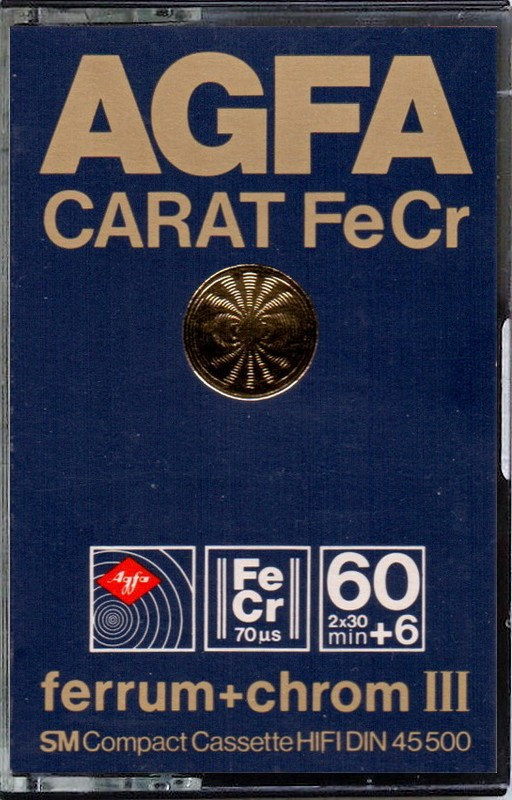 AGFA
CARAT FeCr
Agfa
Fe
Cr
70 µs
60
2x30
min +6
ferrum+chrom III
SM Compact Cassette HIFI DIN 45 500